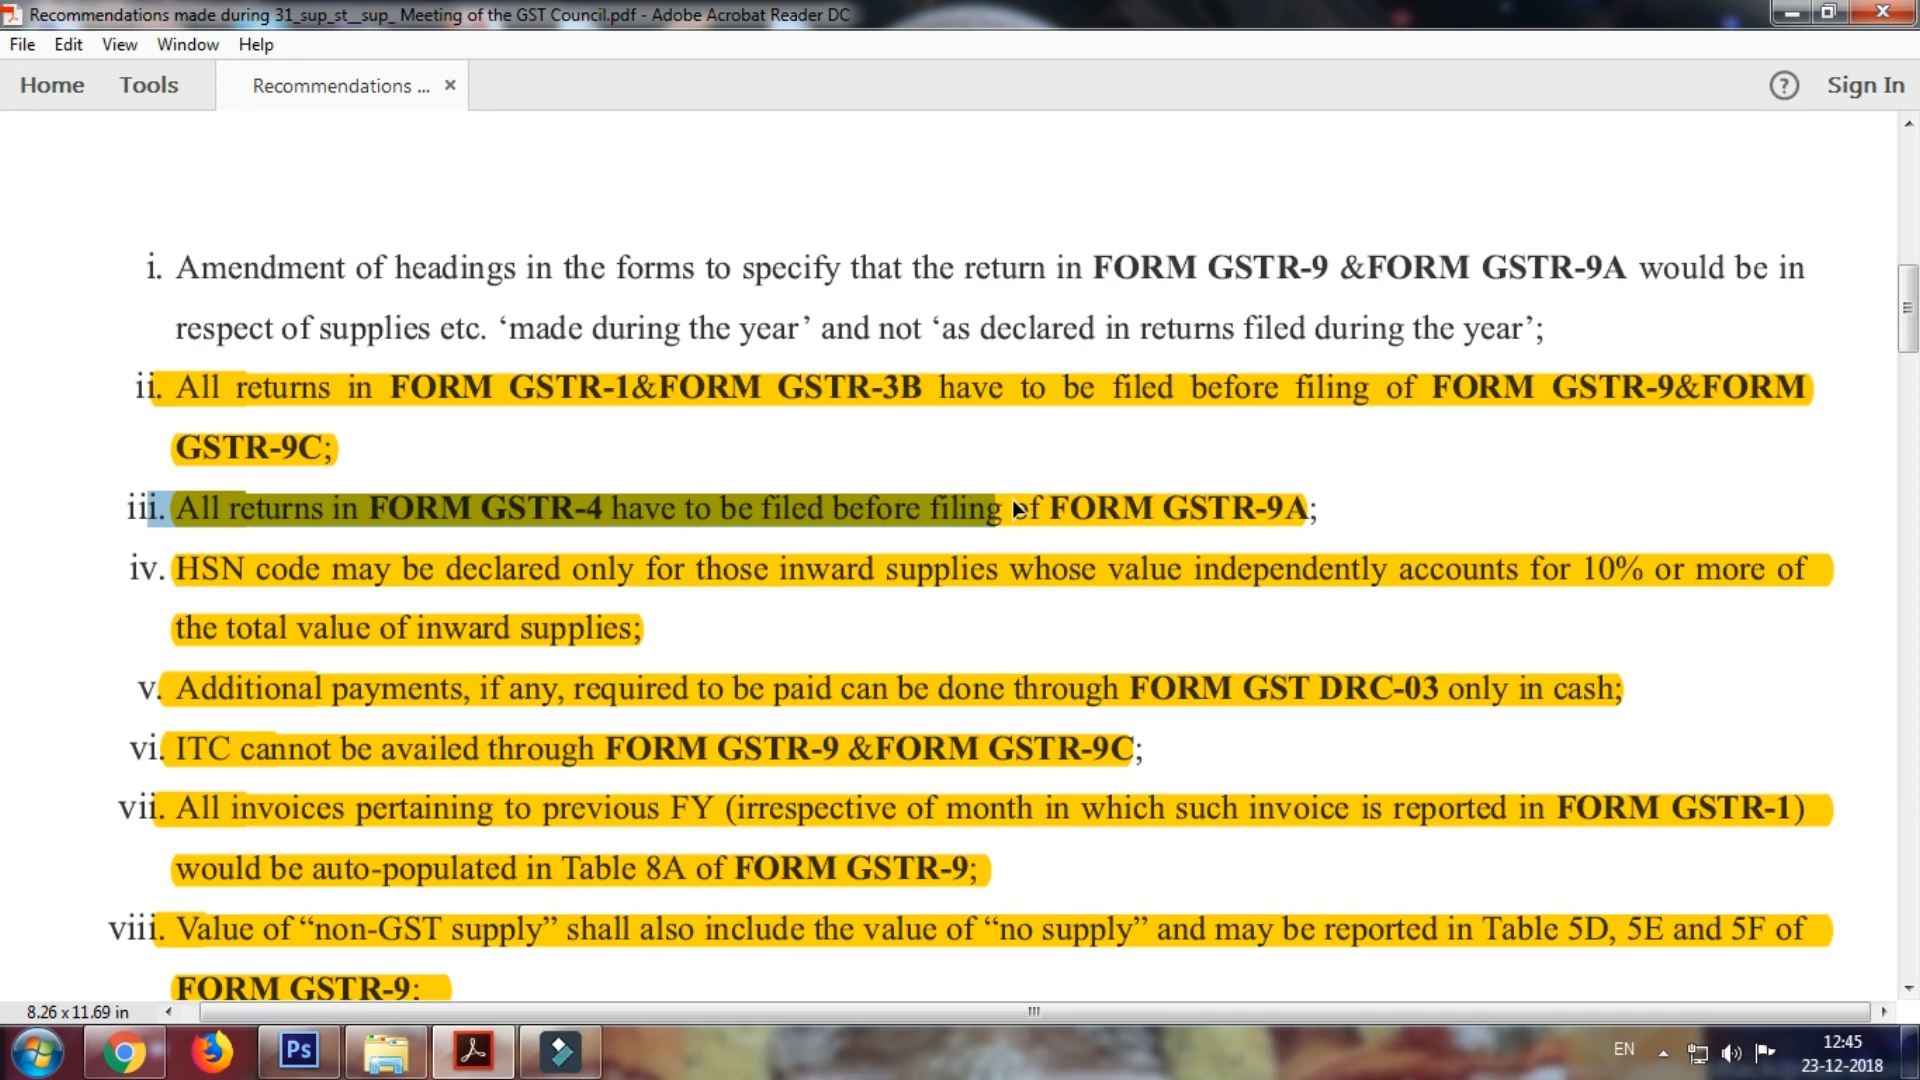 Recommendations made during 31_sup_st__sup_ Meeting of the GST Council.pdf - Adobe Acrobat Reader DC
File Edit View Window Help
Home Tools Recommendations ... × ? Sign In
i. Amendment of headings in the forms to specify that the return in FORM GSTR-9 &FORM GSTR-9A would be in
respect of supplies etc. ‘made during the year’ and not ‘as declared in returns filed during the year’;
ii. All returns in FORM GSTR-1&FORM GSTR-3B have to be filed before filing of FORM GSTR-9&FORM
GSTR-9C;
iii. All returns in FORM GSTR-4 have to be filed before filing of FORM GSTR-9A;
iv. HSN code may be declared only for those inward supplies whose value independently accounts for 10% or more of
the total value of inward supplies;
v. Additional payments, if any, required to be paid can be done through FORM GST DRC-03 only in cash;
vi. ITC cannot be availed through FORM GSTR-9 &FORM GSTR-9C;
vii. All invoices pertaining to previous FY (irrespective of month in which such invoice is reported in FORM GSTR-1)
would be auto-populated in Table 8A of FORM GSTR-9;
viii. Value of “non-GST supply” shall also include the value of “no supply” and may be reported in Table 5D, 5E and 5F of
FORM GSTR-9;
8.26 x 11.69 in
Ps
EN
12:45
23-12-2018